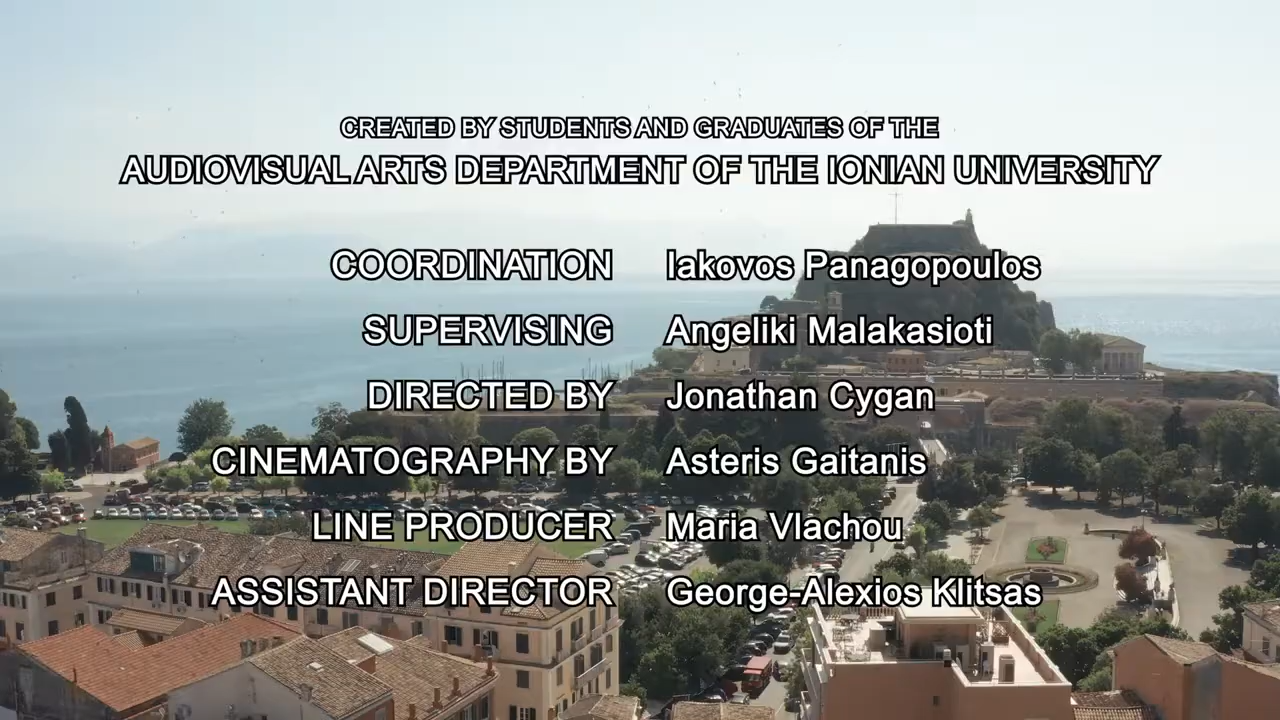 CREATED BY STUDENTS AND GRADUATES OF THE
AUDIOVISUAL ARTS DEPARTMENT OF THE IONIAN UNIVERSITY
COORDINATION Iakovos Panagopoulos
SUPERVISING Angeliki Malakasioti
DIRECTED BY Jonathan Cygan
CINEMATOGRAPHY BY Asteris Gaitanis
LINE PRODUCER Maria Vlachou
ASSISTANT DIRECTOR George-Alexios Klitsas